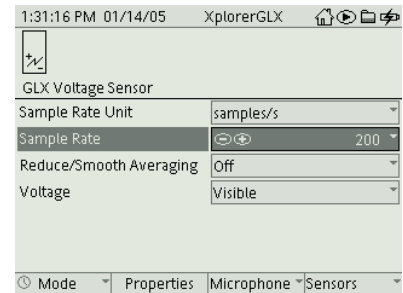 1:31:16 PM 01/14/05 XplorerGLX
GLX Voltage Sensor
Sample Rate Unit samples/s
Sample Rate 200
Reduce/Smooth Averaging Off
Voltage Visible
Mode Properties Microphone Sensors